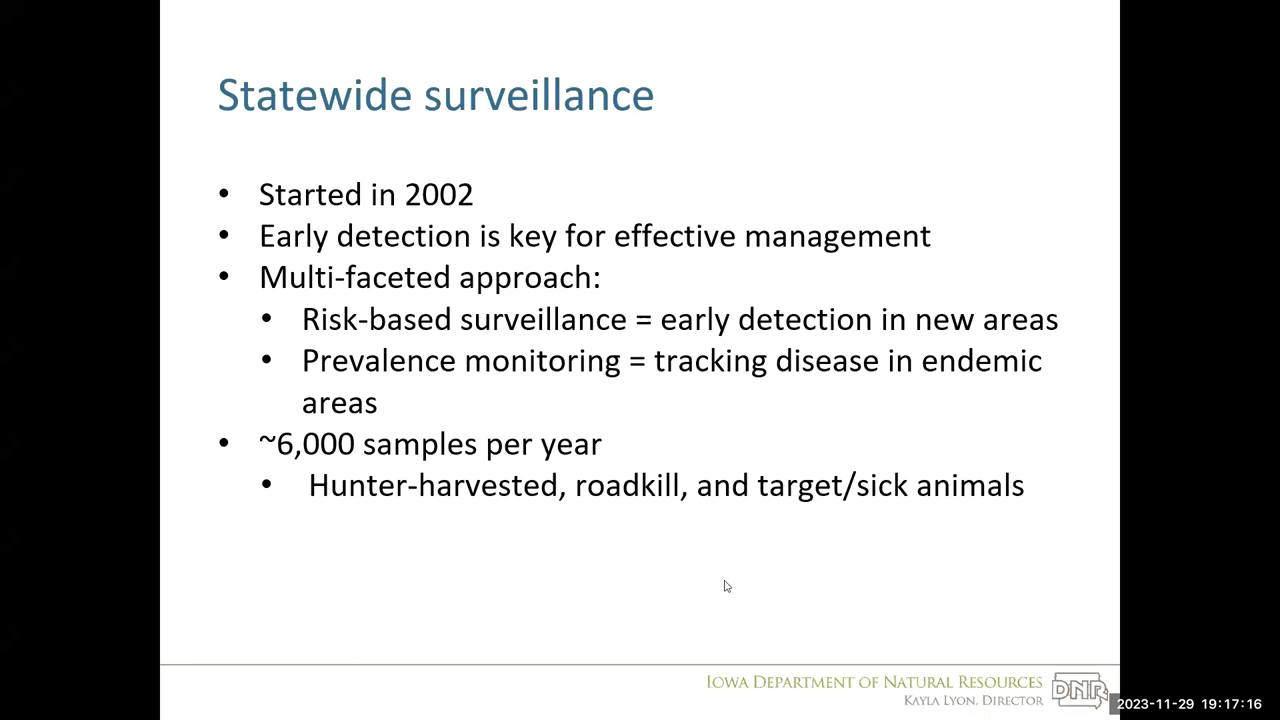 Statewide surveillance
• Started in 2002
• Early detection is key for effective management
• Multi-faceted approach:
• Risk-based surveillance = early detection in new areas
• Prevalence monitoring = tracking disease in endemic
areas
• ~6,000 samples per year
• Hunter-harvested, roadkill, and target/sick animals
IOWA DEPARTMENT OF NATURAL RESOURCES
KAYLA LYON, DIRECTOR
DNR
2023-11-29 19:17:16